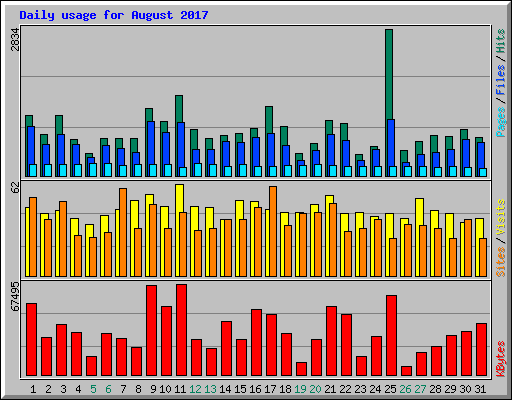 Daily usage for August 2017
2834
62
67495
Pages / Files / Hits
Sites / Visits
KBytes
1 2 3 4 5 6 7 8 9 10 11 12 13 14 15 16 17 18 19 20 21 22 23 24 25 26 27 28 29 30 31